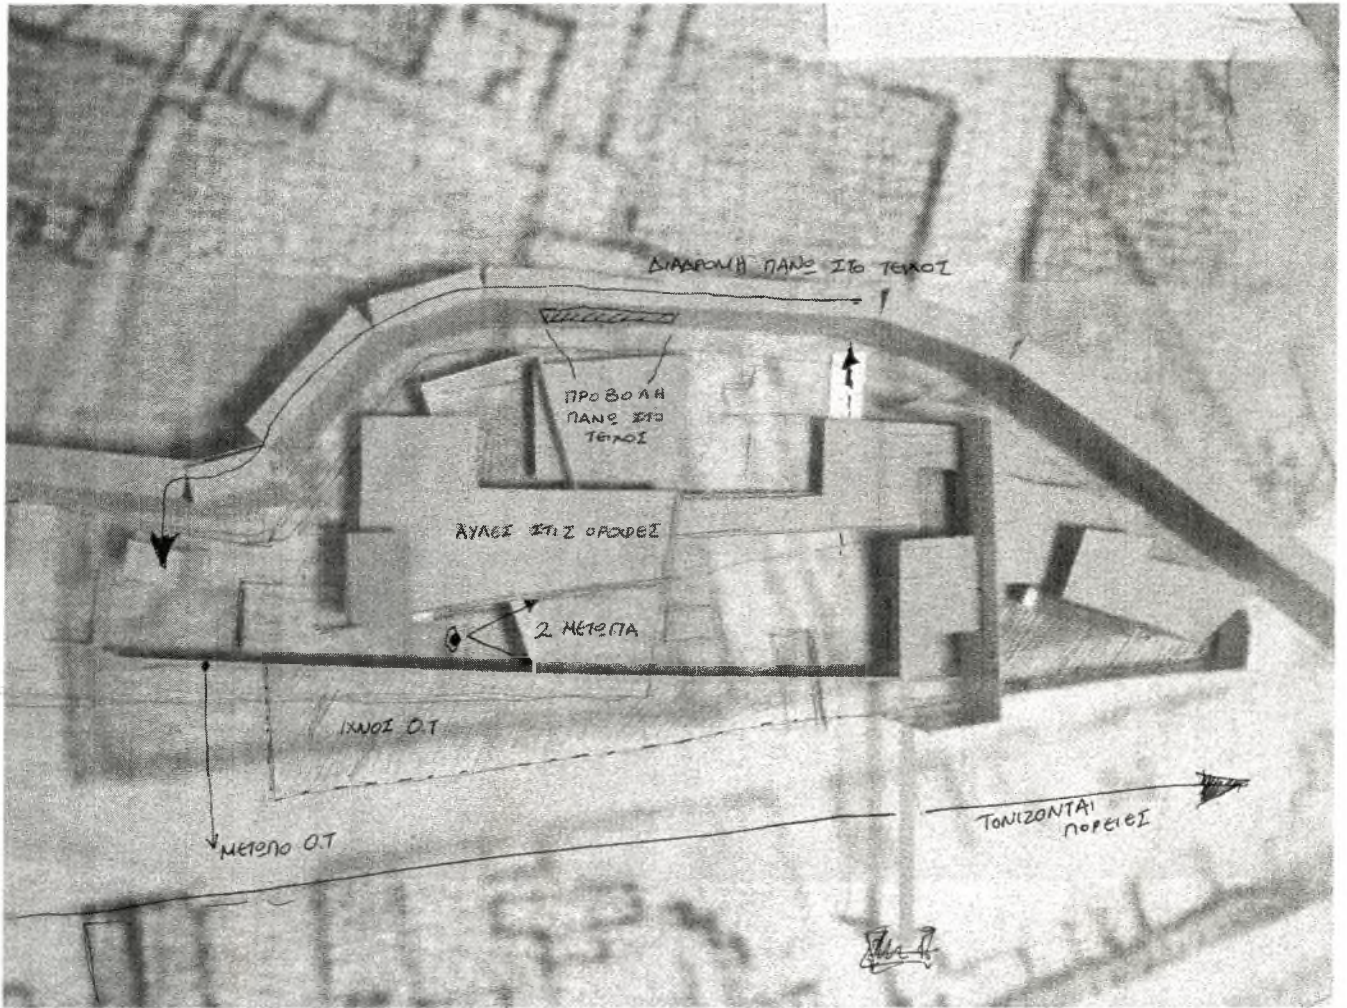 ΔΙΑΔΡΟΜΗ ΠΑΝΩ ΣΤΟ ΤΕΙΧΟΣ
ΠΡΟΒΟΛΗ
ΠΑΝΩ ΣΤΟ
ΤΕΙΧΟΣ
ΑΥΛΕΣ ΣΤΙΣ ΟΡΟΦΕΣ
2 ΜΕΤΩΠΑ
ΙΧΝΟΣ Ο.Τ
ΜΕΤΩΠΟ Ο.Τ
ΤΟΝΙΖΟΝΤΑΙ
ΠΟΡΕΙΕΣ